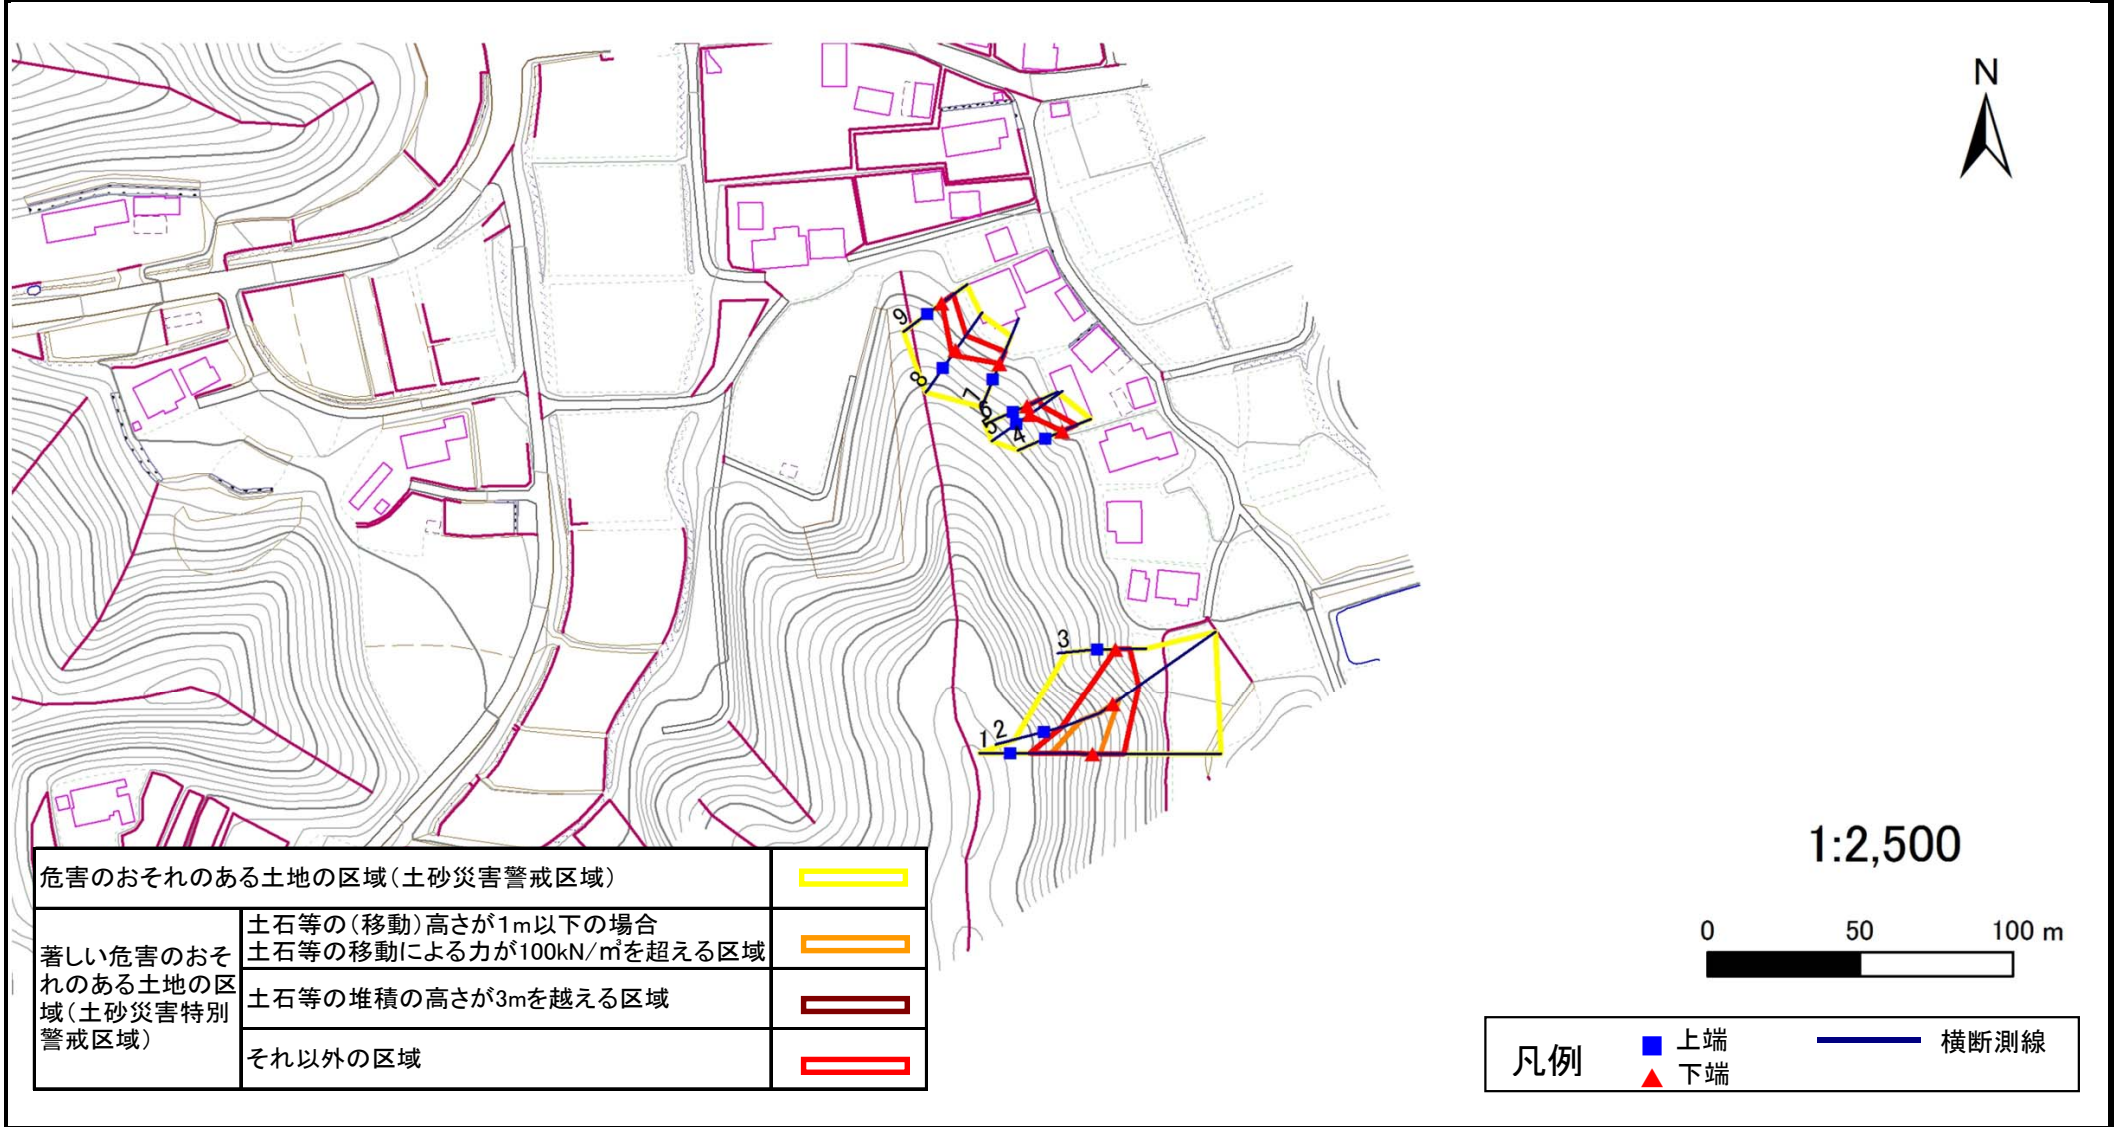 N
9
8
7
6
5
4
3
2
1
1:2,500
0 50 100 m
危害のおそれのある土地の区域(土砂災害警戒区域)
著しい危害のおそ
れのある土地の区
域(土砂災害特別
警戒区域)
土石等の(移動)高さが1m以下の場合
土石等の移動による力が100kN/㎡を超える区域
土石等の堆積の高さが3mを越える区域
それ以外の区域
凡例
上端
下端
横断測線